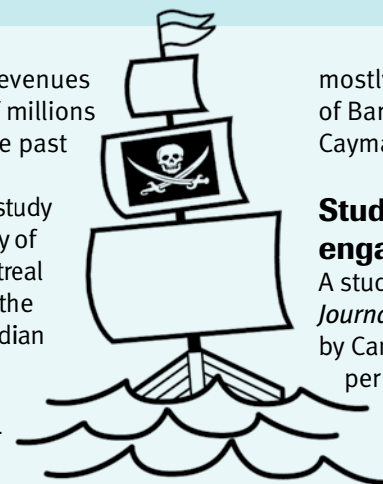 evenues
millions
e past
study
y of
treal
the
dian
mostly
of Bar
Cayma
Stud
enga
A stud
Journa
by Car
per